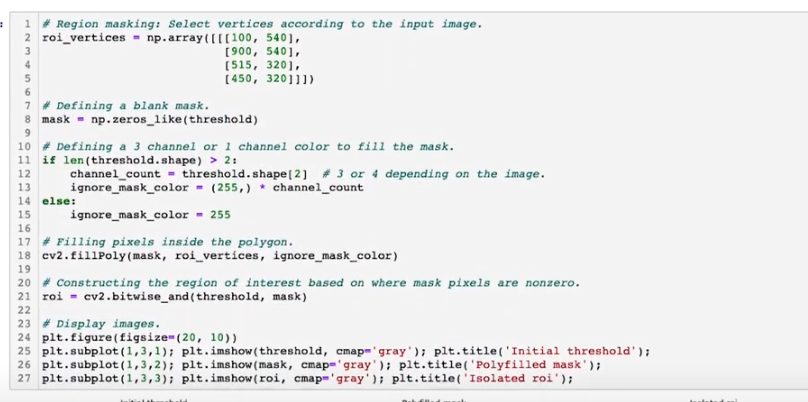 :
1 # Region masking: Select vertices according to the input image.
2 roi_vertices = np.array([[[100, 540],
3 [900, 540],
4 [515, 320],
5 [450, 320]]])
6
7 # Defining a blank mask.
8 mask = np.zeros_like(threshold)
9
10 # Defining a 3 channel or 1 channel color to fill the mask.
11 if len(threshold.shape) > 2:
12 channel_count = threshold.shape[2] # 3 or 4 depending on the image.
13 ignore_mask_color = (255,) * channel_count
14 else:
15 ignore_mask_color = 255
16
17 # Filling pixels inside the polygon.
18 cv2.fillPoly(mask, roi_vertices, ignore_mask_color)
19
20 # Constructing the region of interest based on where mask pixels are nonzero.
21 roi = cv2.bitwise_and(threshold, mask)
22
23 # Display images.
24 plt.figure(figsize=(20, 10))
25 plt.subplot(1,3,1); plt.imshow(threshold, cmap='gray'); plt.title('Initial threshold');
26 plt.subplot(1,3,2); plt.imshow(mask, cmap='gray'); plt.title('Polyfilled mask');
27 plt.subplot(1,3,3); plt.imshow(roi, cmap='gray'); plt.title('Isolated roi');
Initial threshold Polyfilled mask Isolated roi